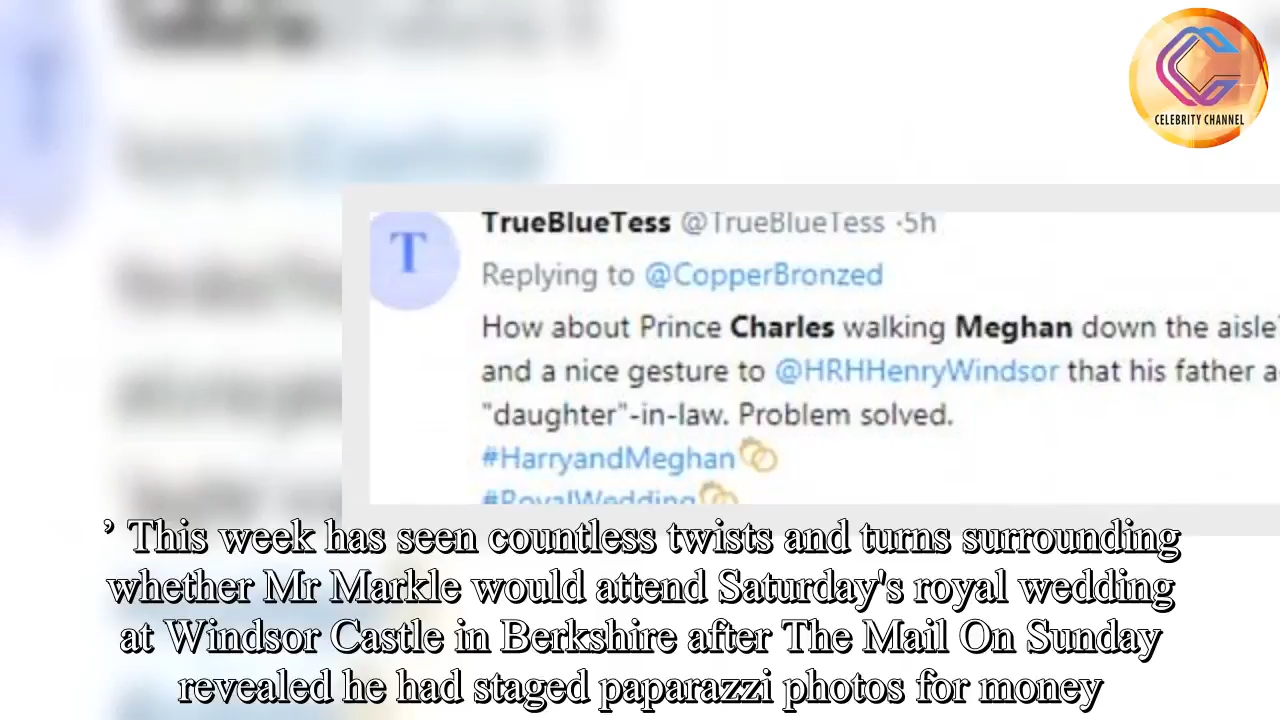 CELEBRITY CHANNEL
T
TrueBlueTess @TrueBlueTess ·5h
Replying to @CopperBronzed
How about Prince Charles walking Meghan down the aisle
and a nice gesture to @HRHHenryWindsor that his father
"daughter"-in-law. Problem solved.
#HarryandMeghan
#RoyalWedding
’ This week has seen countless twists and turns surrounding
whether Mr Markle would attend Saturday's royal wedding
at Windsor Castle in Berkshire after The Mail On Sunday
revealed he had staged paparazzi photos for money